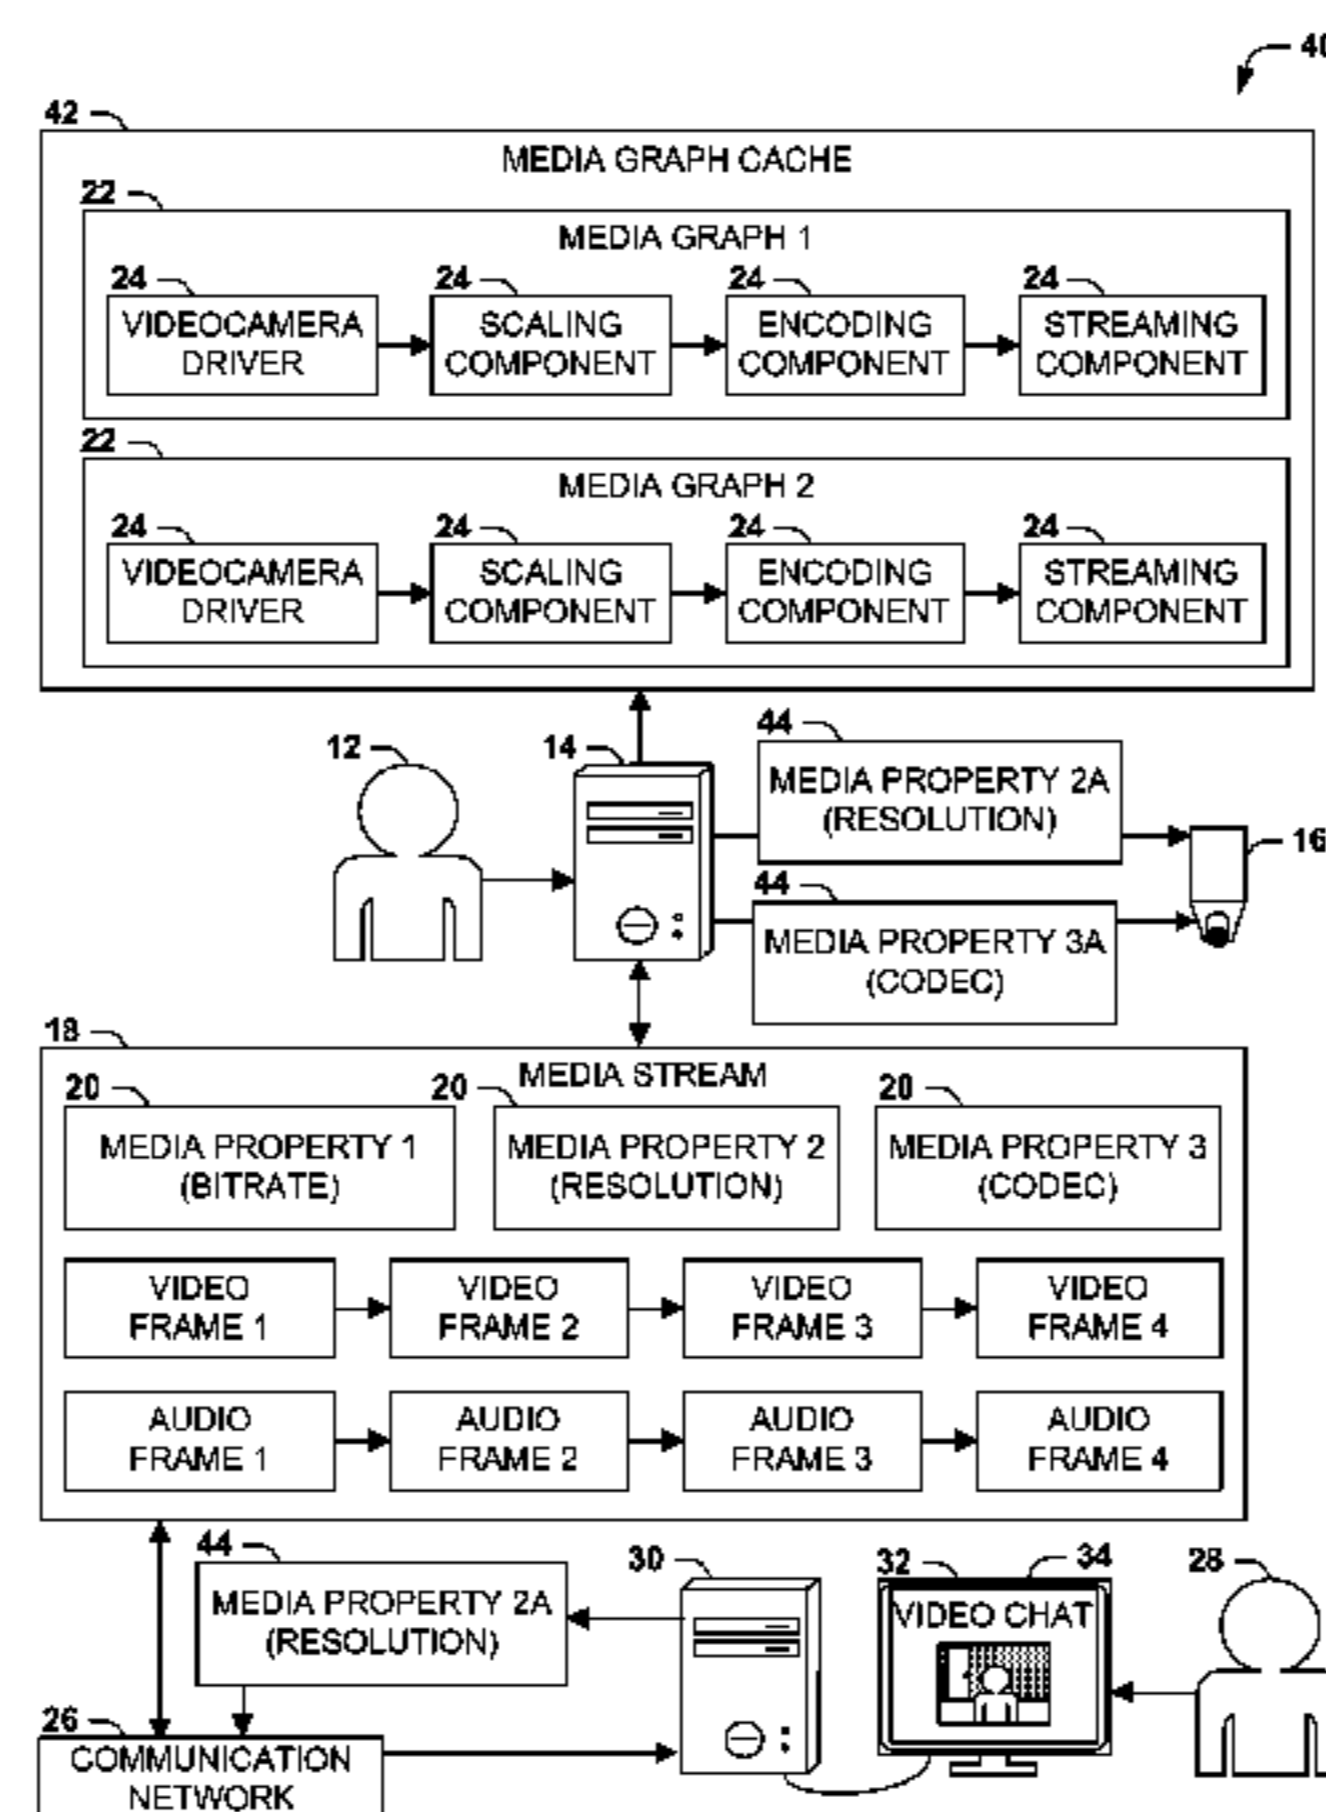 40
42
MEDIA GRAPH CACHE
22
MEDIA GRAPH 1
24 24 24 24
VIDEOCAMERA DRIVER
SCALING COMPONENT
ENCODING COMPONENT
STREAMING COMPONENT
22
MEDIA GRAPH 2
24 24 24 24
VIDEOCAMERA DRIVER
SCALING COMPONENT
ENCODING COMPONENT
STREAMING COMPONENT
12
14
44
MEDIA PROPERTY 2A
(RESOLUTION)
16
44
MEDIA PROPERTY 3A
(CODEC)
18
MEDIA STREAM
20 20 20
MEDIA PROPERTY 1
(BITRATE)
MEDIA PROPERTY 2
(RESOLUTION)
MEDIA PROPERTY 3
(CODEC)
VIDEO FRAME 1
VIDEO FRAME 2
VIDEO FRAME 3
VIDEO FRAME 4
AUDIO FRAME 1
AUDIO FRAME 2
AUDIO FRAME 3
AUDIO FRAME 4
44
MEDIA PROPERTY 2A
(RESOLUTION)
30
32
34
VIDEO CHAT
28
26
COMMUNICATION
NETWORK